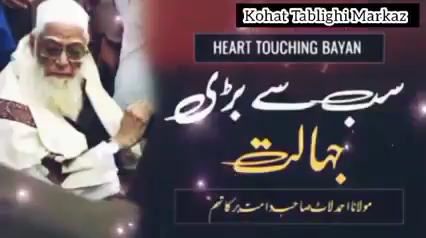 Kohat Tablighi Markaz
HEART TOUCHING BAYAN
سب سے بڑی
جہالت
مولانا احمد لاٹ صاحب دامت برکاتہم